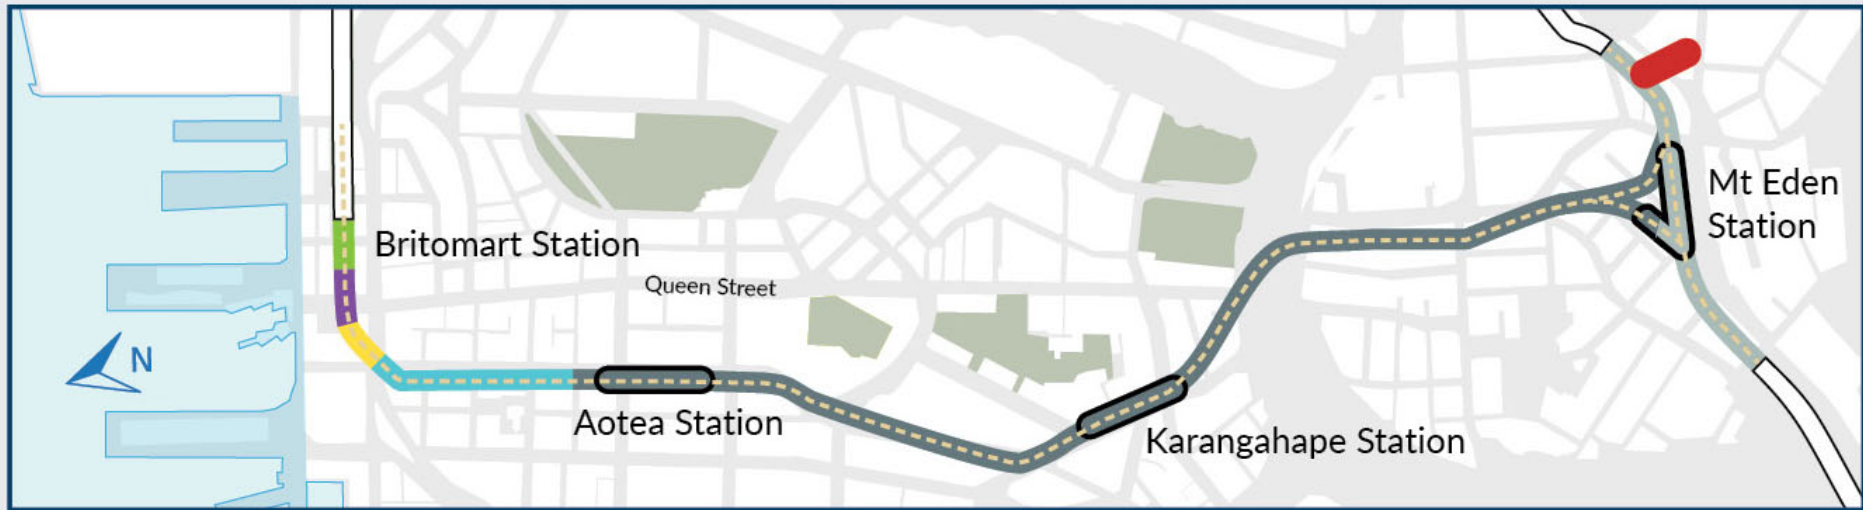 Britomart Station
Queen Street
Aotea Station
Karangahape Station
Mt Eden
Station
N